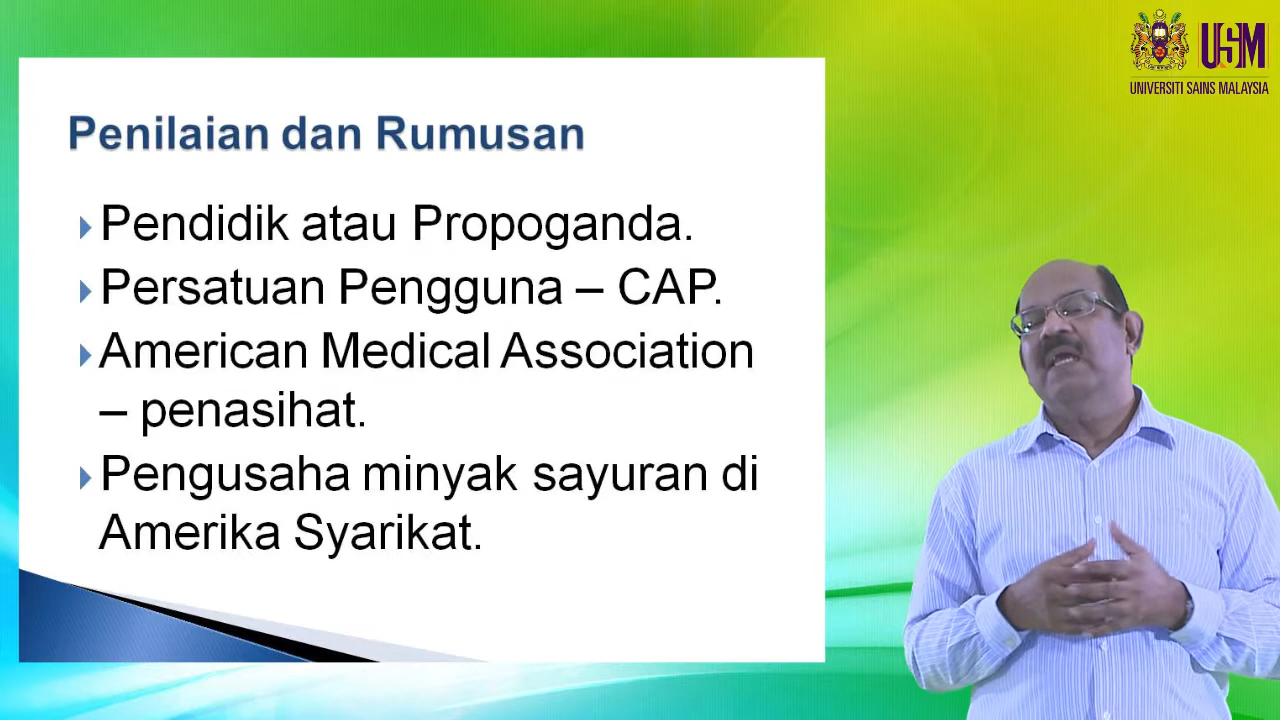 USM
UNIVERSITI SAINS MALAYSIA
Penilaian dan Rumusan
Pendidik atau Propoganda.
Persatuan Pengguna – CAP.
American Medical Association
– penasihat.
Pengusaha minyak sayuran di
Amerika Syarikat.